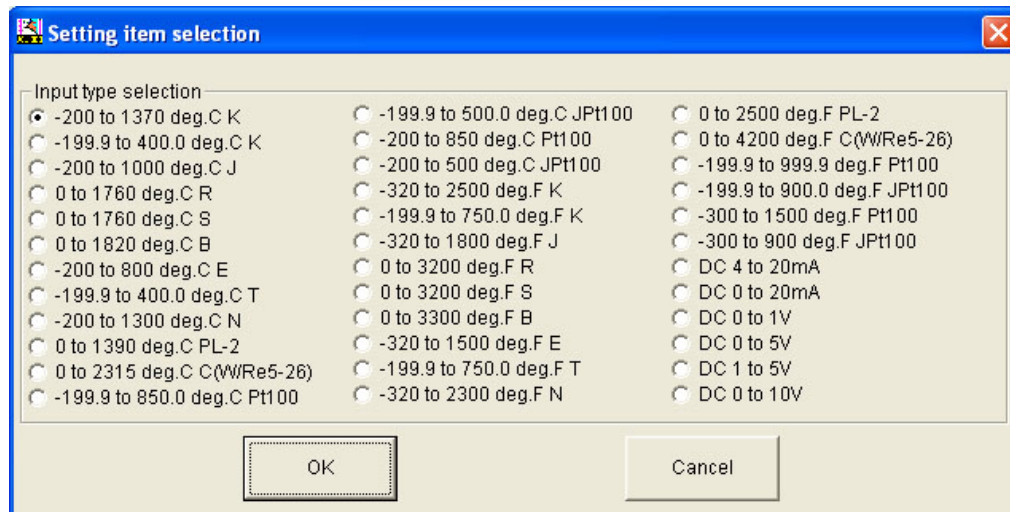 Setting item selection
Input type selection
-200 to 1370 deg.C K
-199.9 to 400.0 deg.C K
-200 to 1000 deg.C J
0 to 1760 deg.C R
0 to 1760 deg.C S
0 to 1820 deg.C B
-200 to 800 deg.C E
-199.9 to 400.0 deg.C T
-200 to 1300 deg.C N
0 to 1390 deg.C PL-2
0 to 2315 deg.C C(W/Re5-26)
-199.9 to 850.0 deg.C Pt100
-199.9 to 500.0 deg.C JPt100
-200 to 850 deg.C Pt100
-200 to 500 deg.C JPt100
-320 to 2500 deg.F K
-199.9 to 750.0 deg.F K
-320 to 1800 deg.F J
0 to 3200 deg.F R
0 to 3200 deg.F S
0 to 3300 deg.F B
-320 to 1500 deg.F E
-199.9 to 750.0 deg.F T
-320 to 2300 deg.F N
0 to 2500 deg.F PL-2
0 to 4200 deg.F C(W/Re5-26)
-199.9 to 999.9 deg.F Pt100
-199.9 to 900.0 deg.F JPt100
-300 to 1500 deg.F Pt100
-300 to 900 deg.F JPt100
DC 4 to 20mA
DC 0 to 20mA
DC 0 to 1V
DC 0 to 5V
DC 1 to 5V
DC 0 to 10V
OK
Cancel